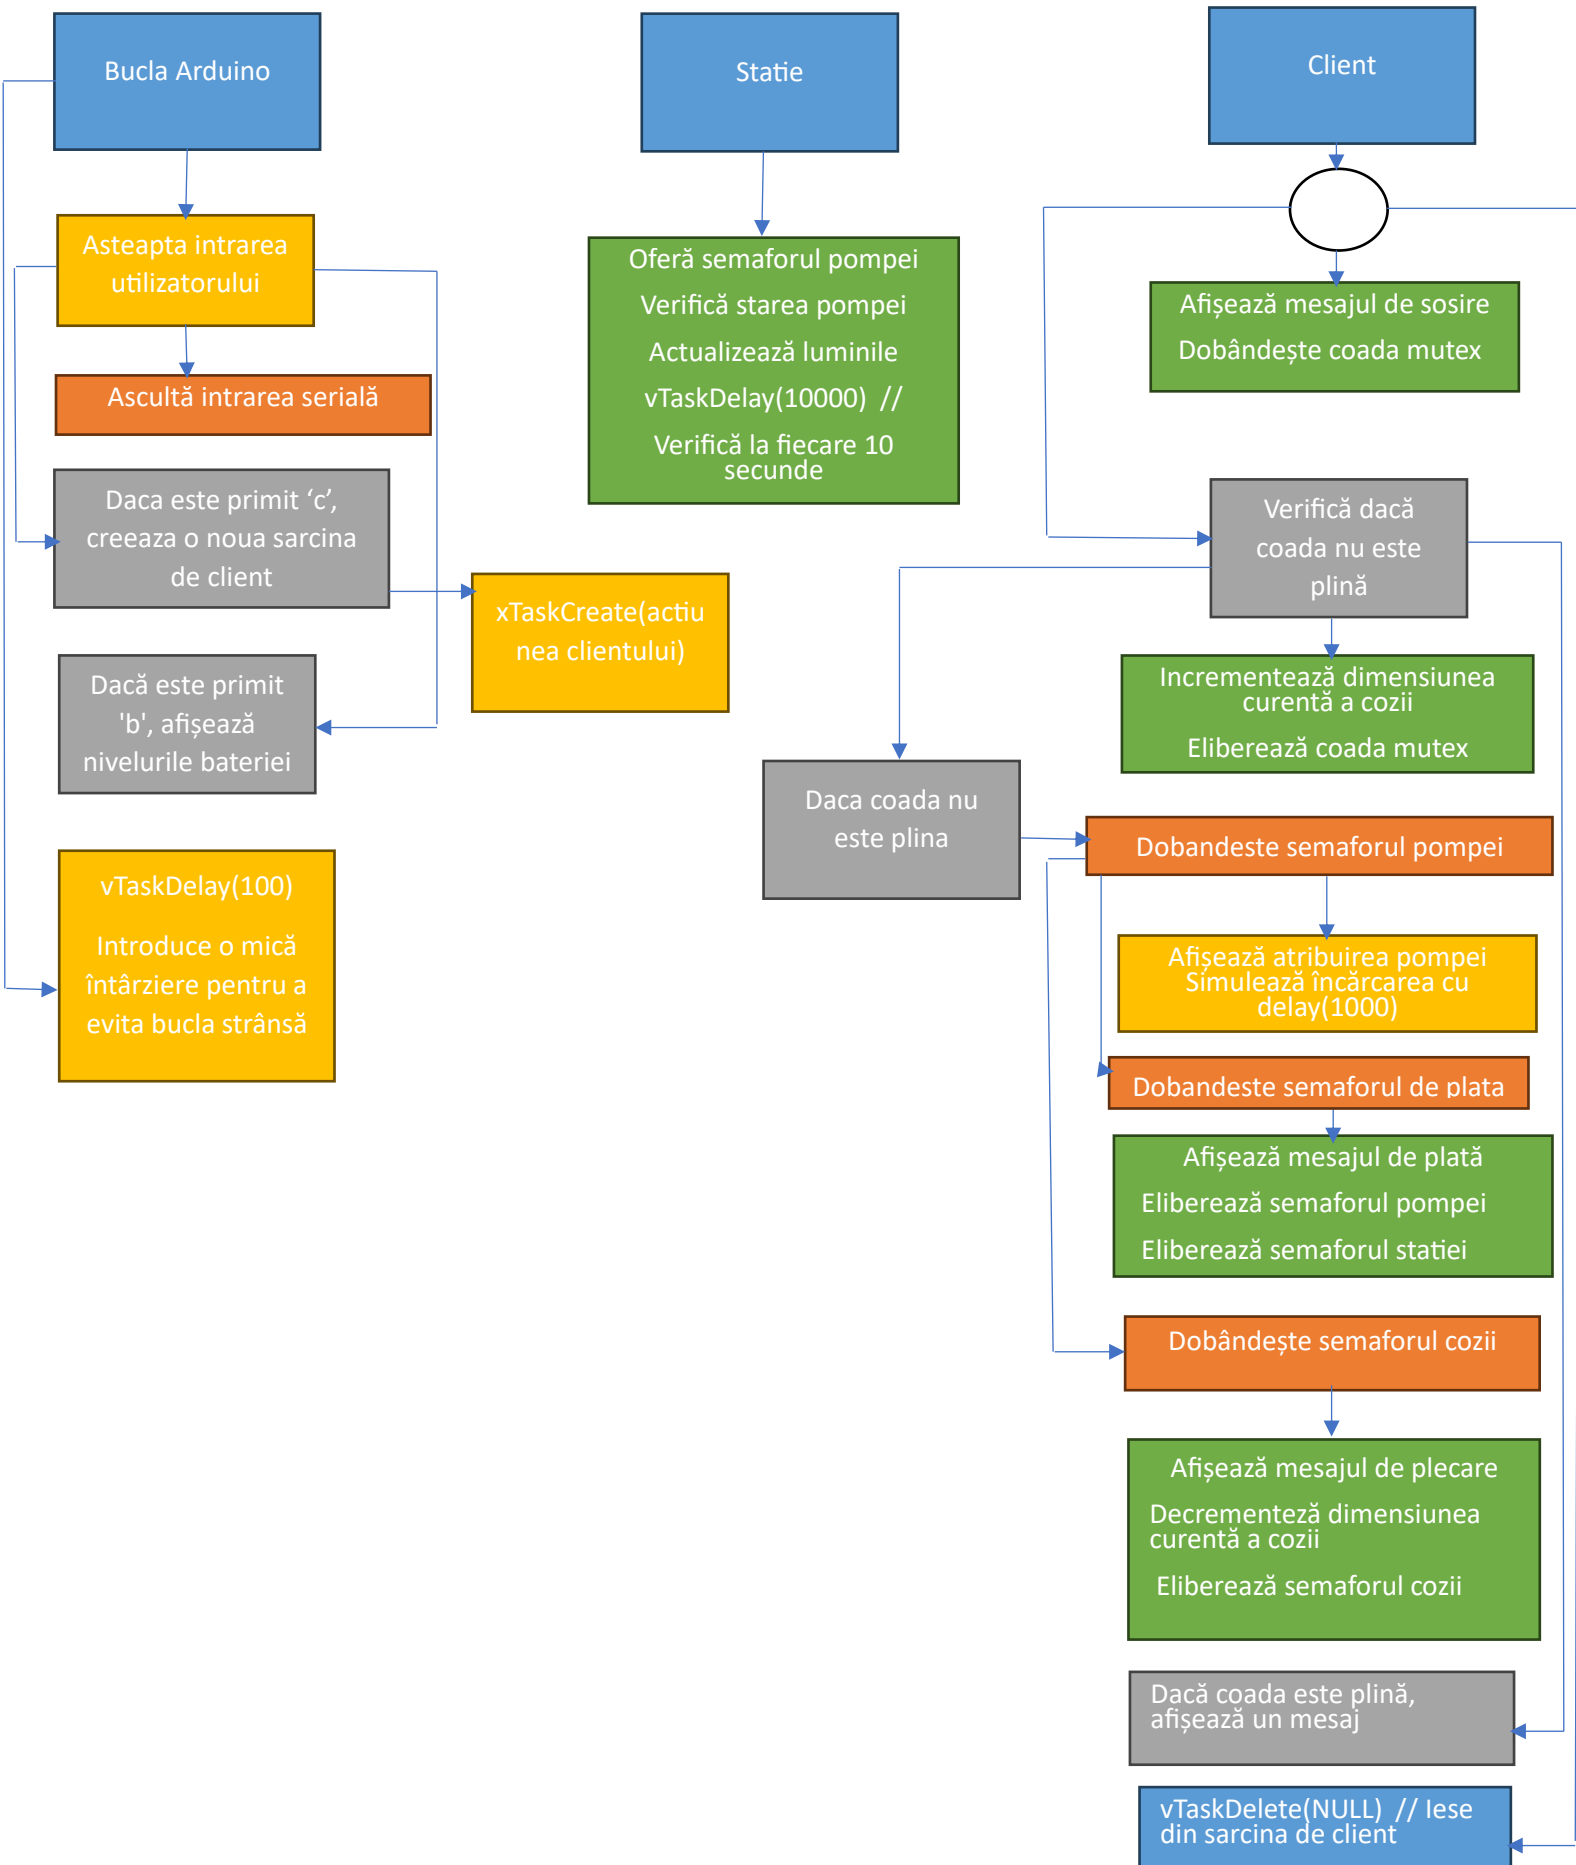 Bucla Arduino
Asteapta intrarea
utilizatorului
Ascultă intrarea serială
Daca este primit ‘c’,
creeaza o noua sarcina
de client
xTaskCreate(actiu
nea clientului)
Dacă este primit
'b', afișează
nivelurile bateriei
vTaskDelay(100)
Introduce o mică
întârziere pentru a
evita bucla strânsă
Statie
Oferă semaforul pompei
Verifică starea pompei
Actualizează luminile
vTaskDelay(10000)  //
Verifică la fiecare 10
secunde
Client
Afișează mesajul de sosire
Dobândește coada mutex
Verifică dacă
coada nu este
plină
Incrementează dimensiunea
curentă a cozii
Eliberează coada mutex
Daca coada nu
este plina
Dobandeste semaforul pompei
Afișează atribuirea pompei
Simulează încărcarea cu
delay(1000)
Dobandeste semaforul de plata
Afișează mesajul de plată
Eliberează semaforul pompei
Eliberează semaforul statiei
Dobândește semaforul cozii
Afișează mesajul de plecare
Decrementeză dimensiunea
curentă a cozii
Eliberează semaforul cozii
Dacă coada este plină,
afișează un mesaj
vTaskDelete(NULL)  // Iese
din sarcina de client